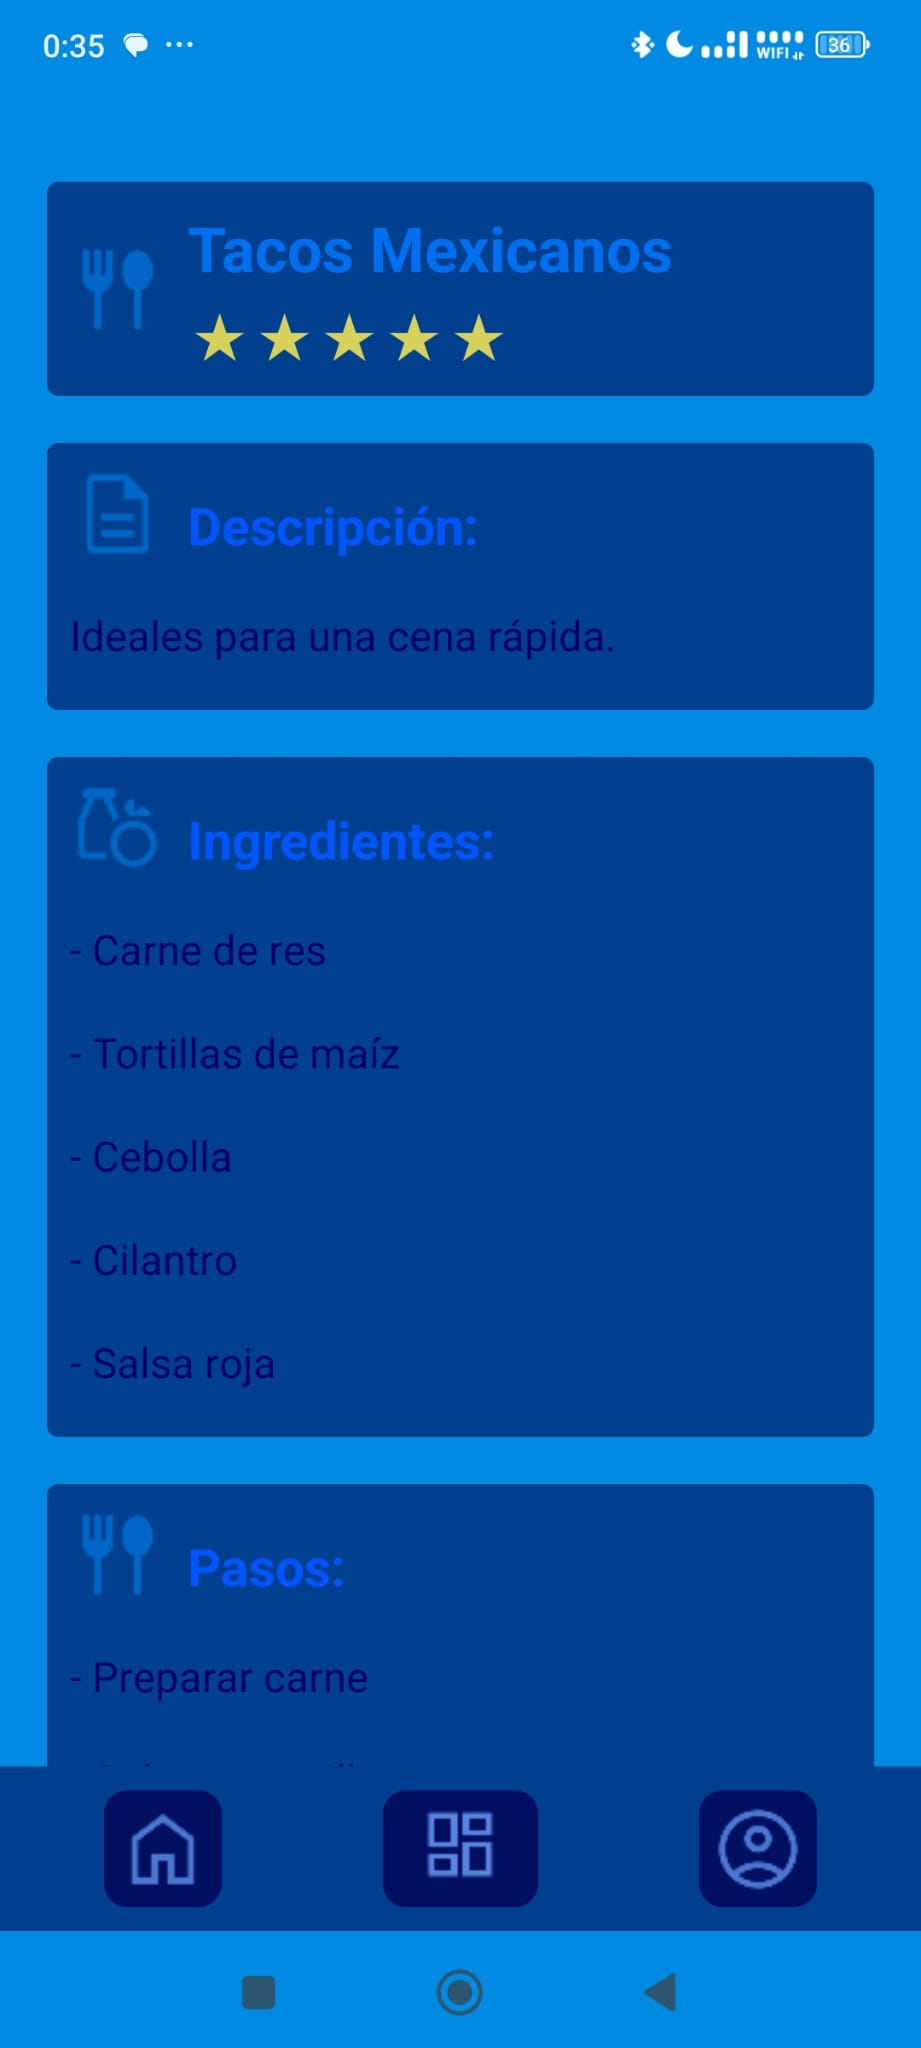 0:35
WIFI
36
Tacos Mexicanos
Descripción:
Ideales para una cena rápida.
Ingredientes:
- Carne de res
- Tortillas de maíz
- Cebolla
- Cilantro
- Salsa roja
Pasos:
- Preparar carne